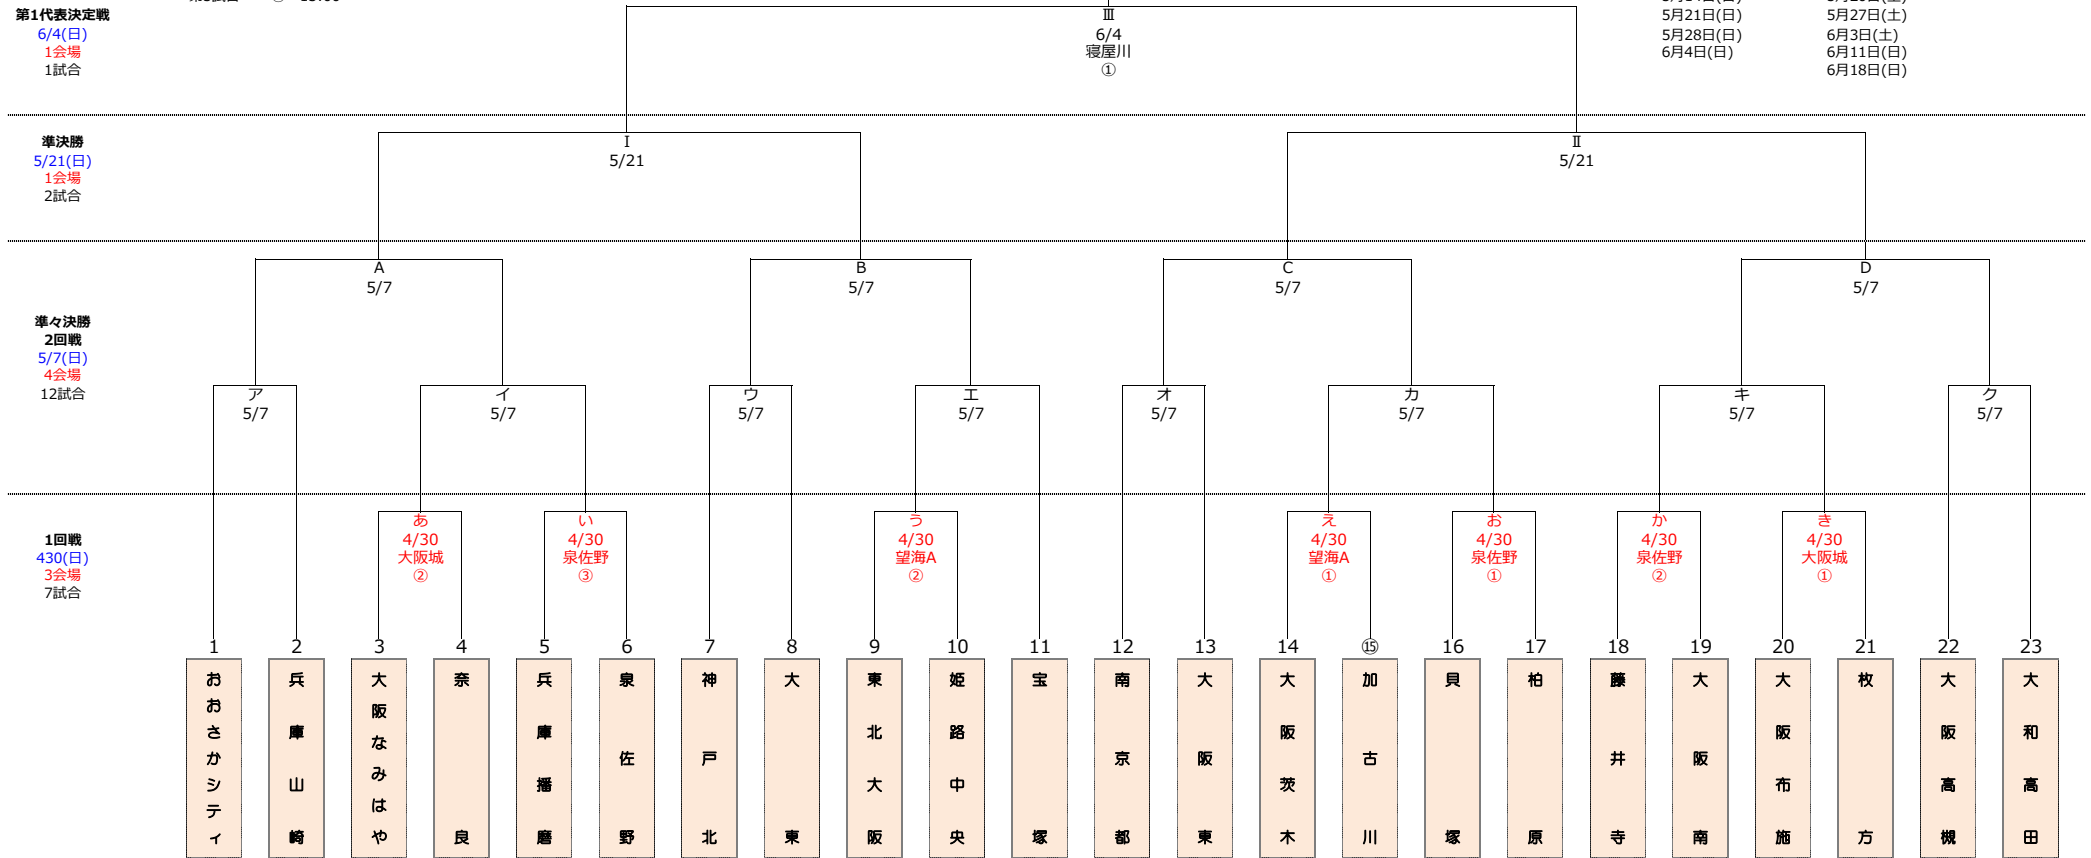 第1代表決定戦
6/4(日)
1会場
1試合
Ⅲ
6/4
寝屋川
①
5月21日(日)
5月28日(日)
6月4日(日)
5月27日(土)
6月3日(土)
6月11日(日)
6月18日(日)
準決勝
5/21(日)
1会場
2試合
Ⅰ
5/21
Ⅱ
5/21
準々決勝
2回戦
5/7(日)
4会場
12試合
A
5/7
B
5/7
C
5/7
D
5/7
ア
5/7
イ
5/7
ウ
5/7
エ
5/7
オ
5/7
カ
5/7
キ
5/7
ク
5/7
1回戦
430(日)
3会場
7試合
あ
4/30
大阪城
②
い
4/30
泉佐野
③
う
4/30
望海A
②
え
4/30
望海A
①
お
4/30
泉佐野
①
か
4/30
泉佐野
②
き
4/30
大阪城
①
1
おおさかシティ
2
兵庫山崎
3
大阪なみはや
4
奈良
5
兵庫播磨
6
泉佐野
7
神戸北
8
大東
9
東北大阪
10
姫路中央
11
宝塚
12
南京都
13
大阪東
14
大阪茨木
⑮
加古川
16
貝塚
17
柏原
18
藤井寺
19
大阪南
20
大阪布施
21
枚方
22
大阪高槻
23
大和高田